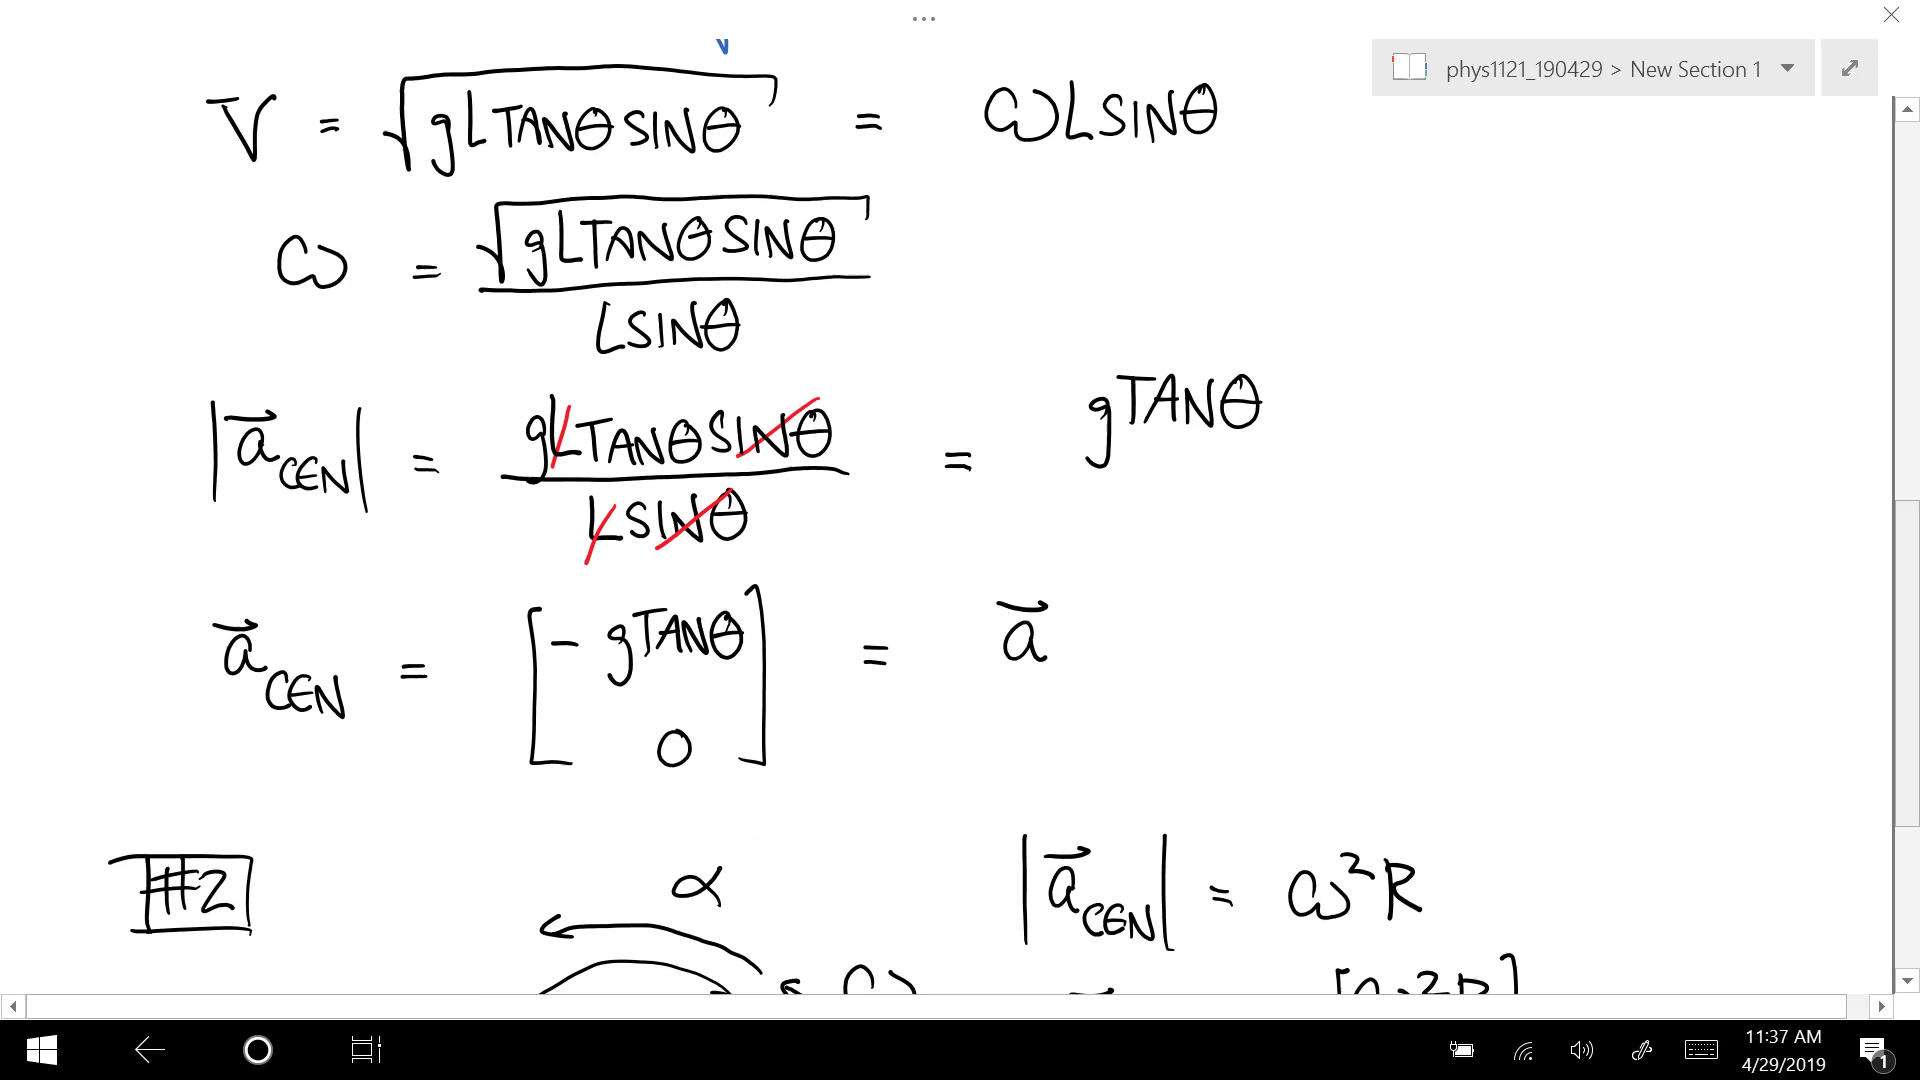 phys1121_190429 > New Section 1
V = √gLTANθSINθ = ωLSINθ
ω = √gLTANθSINθ / LSINθ
|a⃗CEN| = gLTANθSINθ / LSINθ = gTANθ
a⃗CEN = [-gTANθ 0] = a⃗
#2
α
|a⃗CEN| = ω²R
11:37 AM
4/29/2019
1